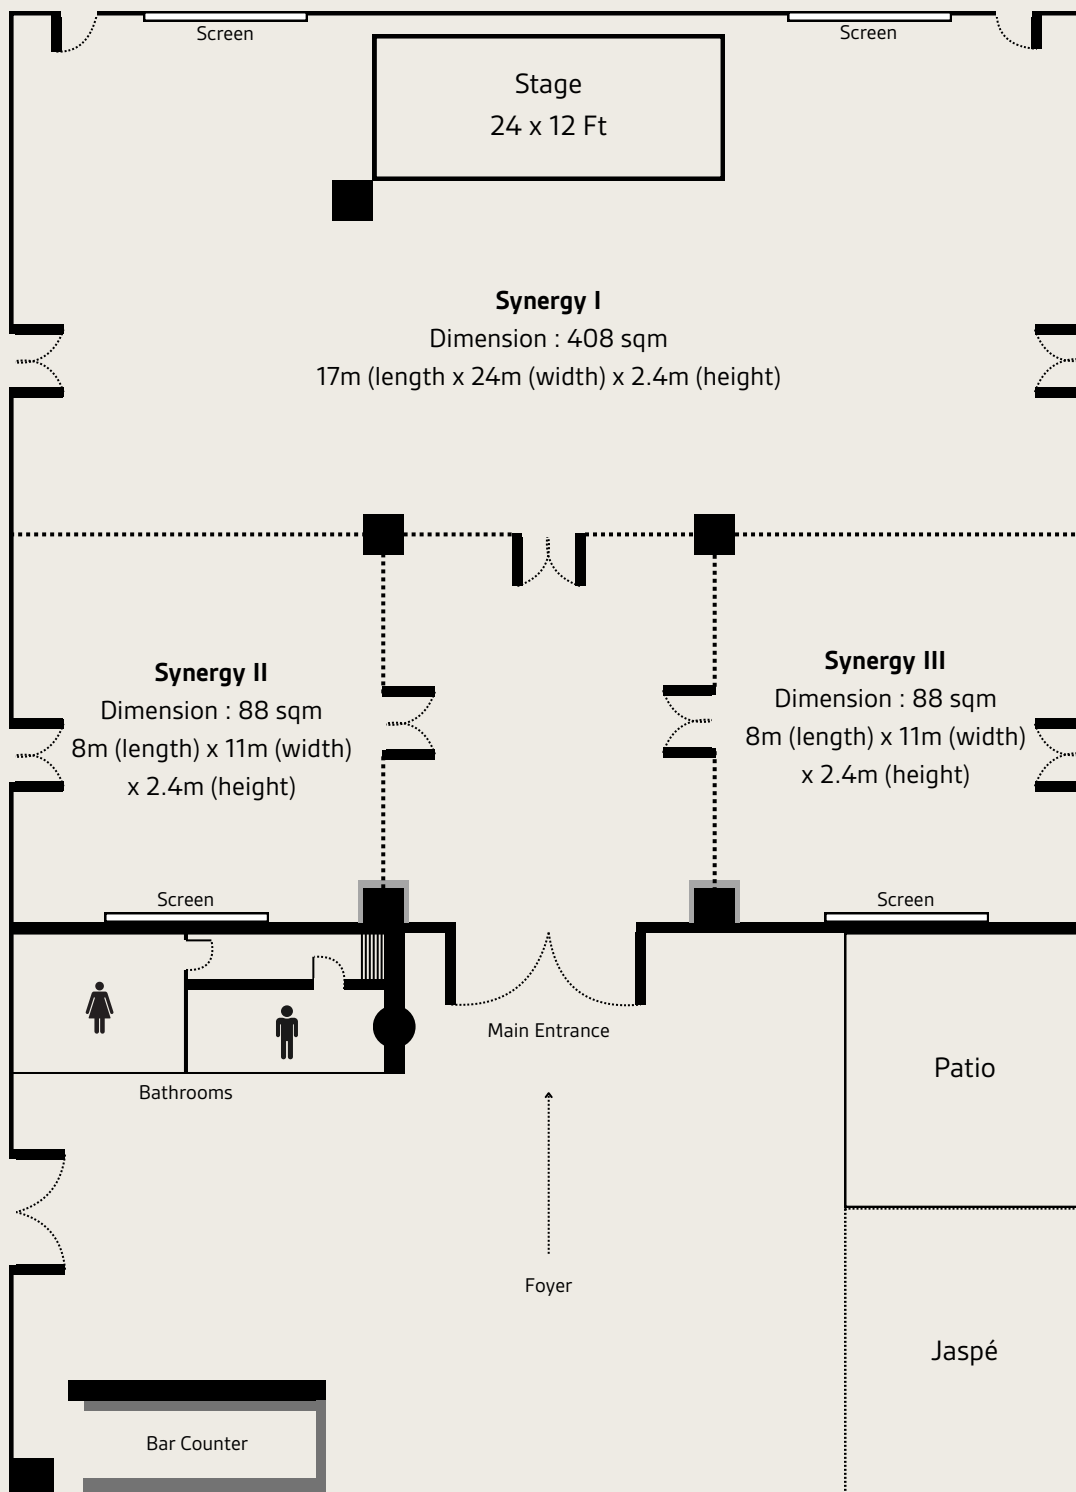 Screen
Screen
Stage
24 x 12 Ft
Synergy I
Dimension : 408 sqm
17m (length x 24m (width) x 2.4m (height)
Synergy II
Dimension : 88 sqm
8m (length) x 11m (width)
x 2.4m (height)
Synergy III
Dimension : 88 sqm
8m (length) x 11m (width)
x 2.4m (height)
Screen
Screen
Main Entrance
Bathrooms
Patio
Foyer
Jaspé
Bar Counter